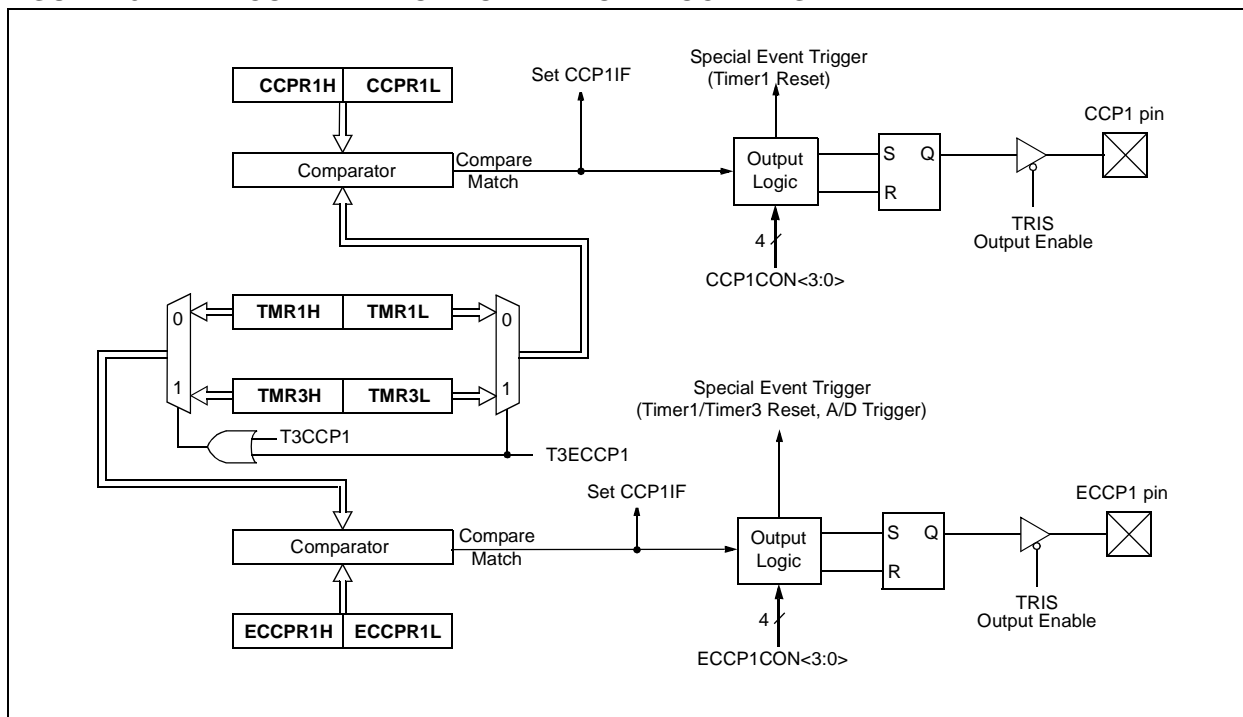 Special Event Trigger
(Timer1 Reset)
Set CCP1IF
CCPR1H CCPR1L
CCP1 pin
Comparator
Compare
Match
Output
Logic
S Q
R
TRIS
Output Enable
4
CCP1CON<3:0>
0 TMR1H TMR1L 0
1 TMR3H TMR3L 1
T3CCP1
T3ECCP1
Special Event Trigger
(Timer1/Timer3 Reset, A/D Trigger)
Set CCP1IF
ECCP1 pin
Comparator
Compare
Match
Output
Logic
S Q
R
TRIS
Output Enable
ECCPR1H ECCPR1L
4
ECCP1CON<3:0>